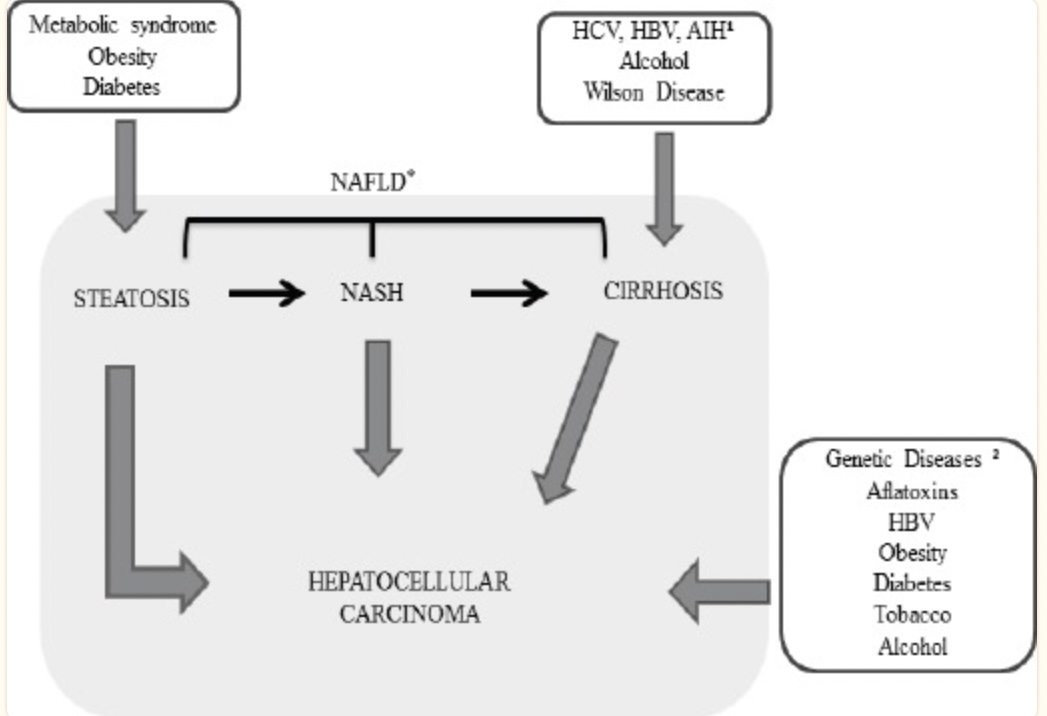 Metabolic syndrome
Obesity
Diabetes
HCV, HBV, AIH¹
Alcohol
Wilson Disease
NAFLD*
STEATOSIS
NASH
CIRRHOSIS
Genetic Diseases ²
Aflatoxins
HBV
Obesity
Diabetes
Tobacco
Alcohol
HEPATOCELLULAR
CARCINOMA